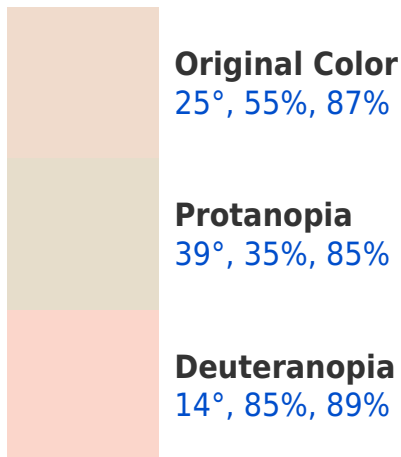 Original Color
25°, 55%, 87%
Protanopia
39°, 35%, 85%
Deuteranopia
14°, 85%, 89%